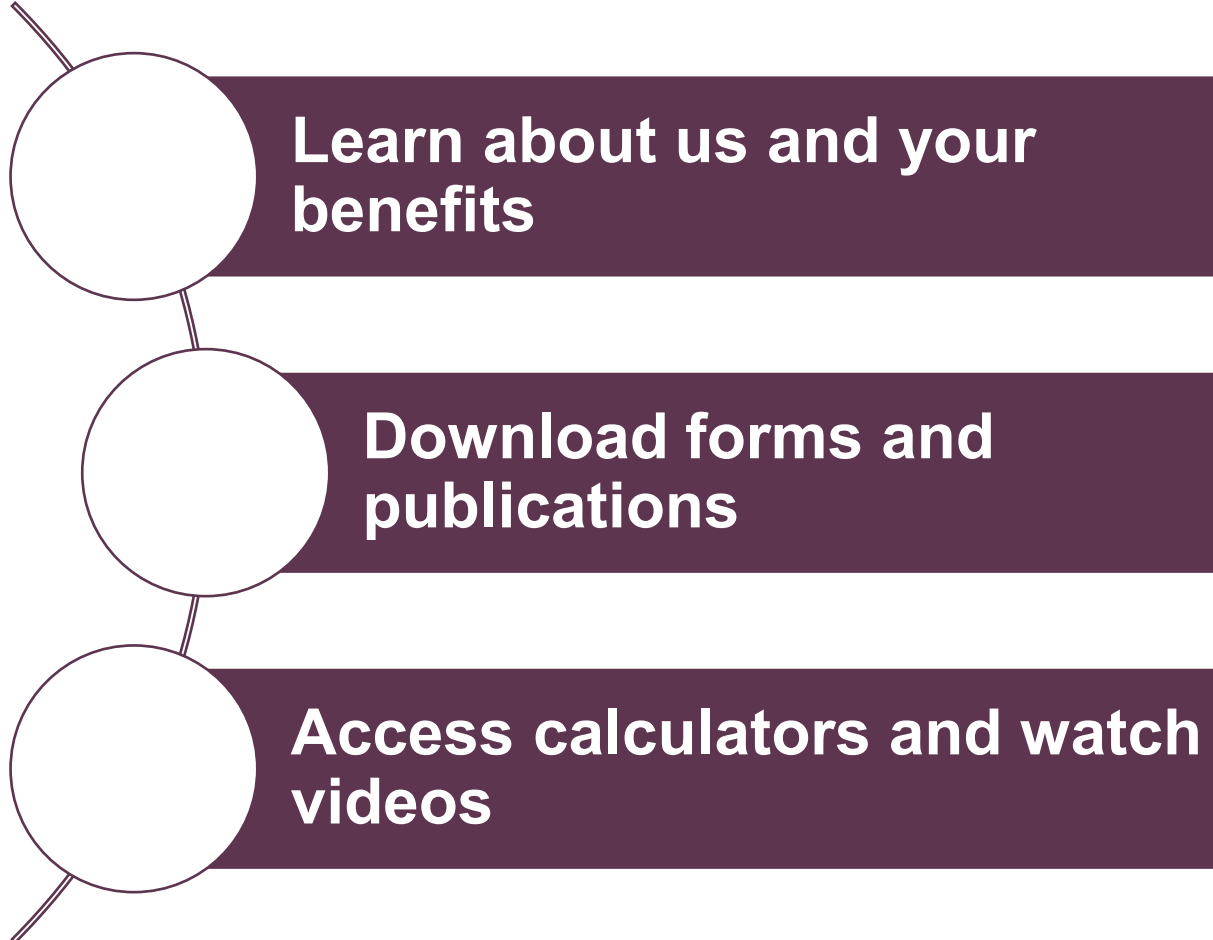 Learn about us and your
benefits
Download forms and
publications
Access calculators and watch
videos